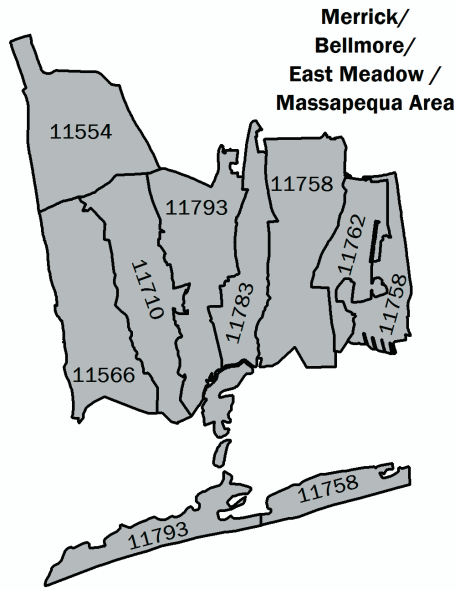 Merrick/
Bellmore/
East Meadow /
Massapequa Area
11554
11758
11793
11762
11710
11783
11758
11566
11758
11793